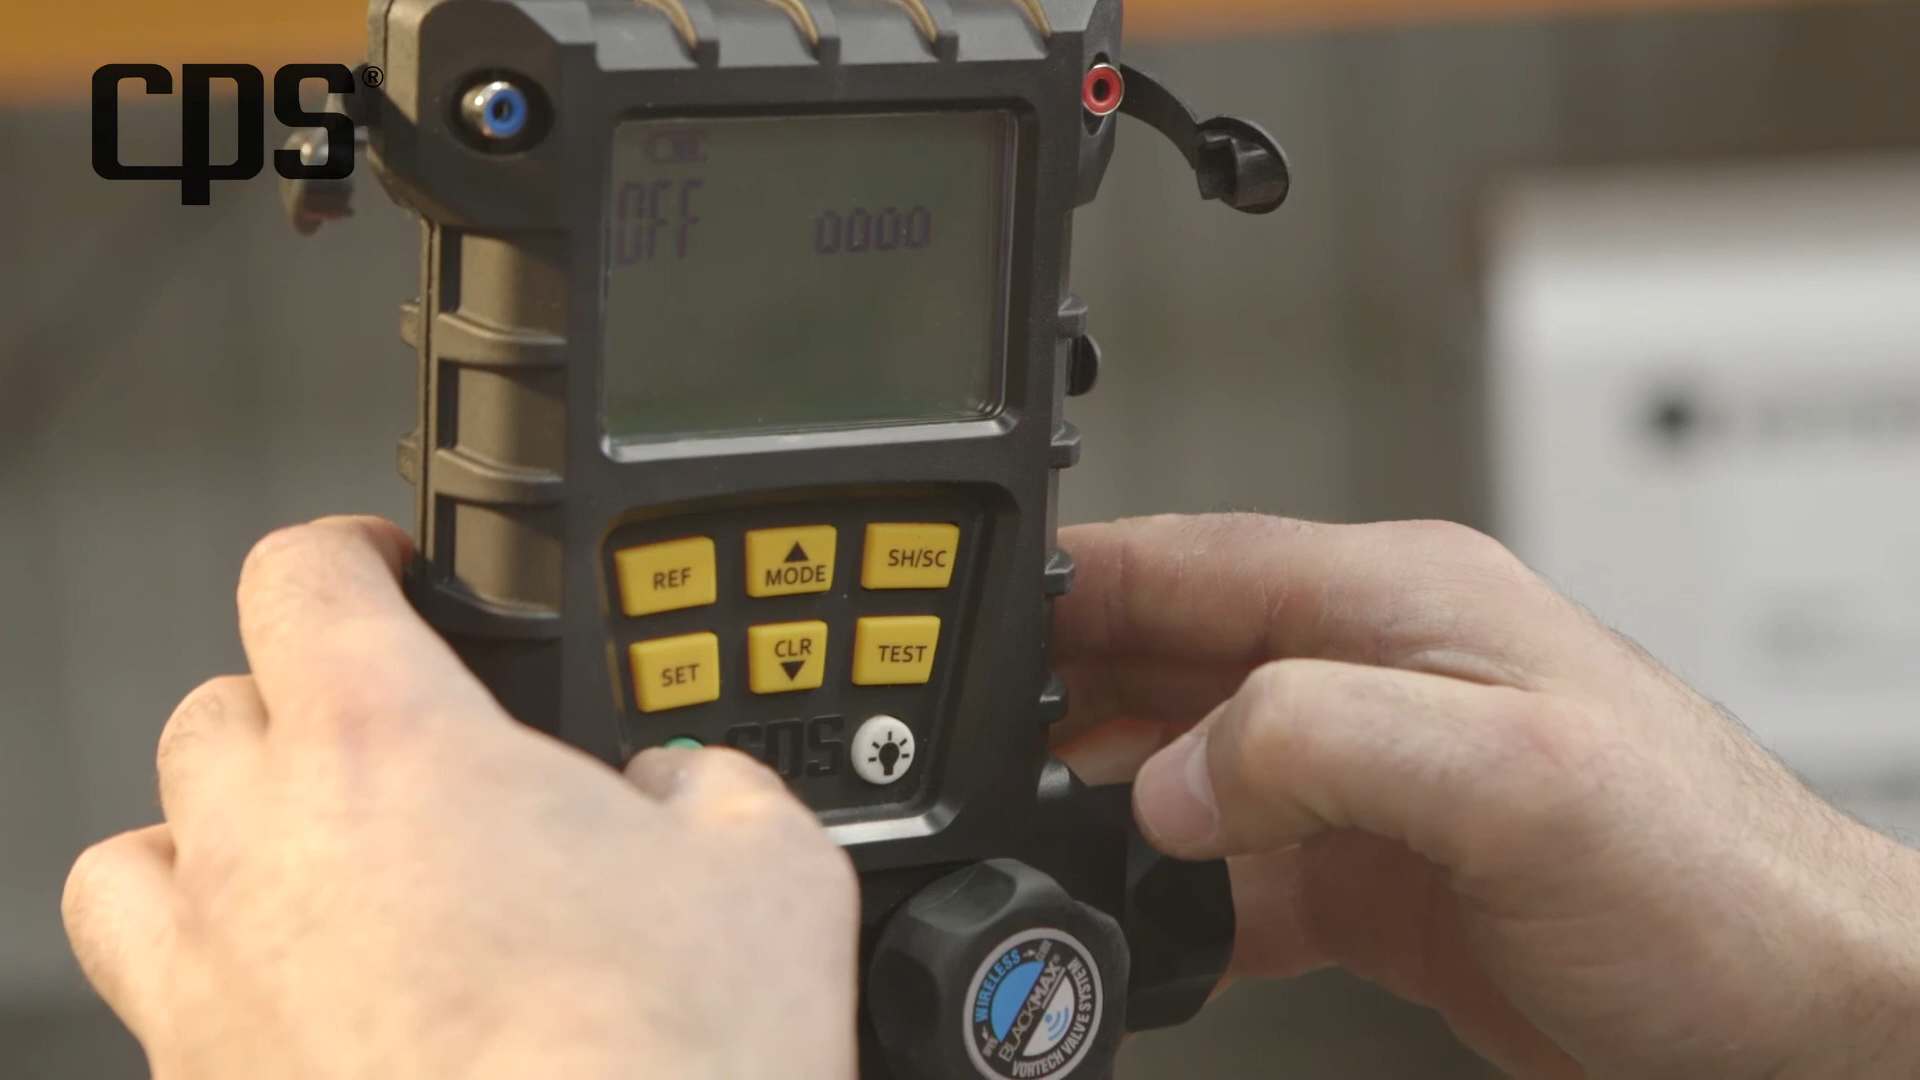 CPS®
OFF 0000
REF
MODE
SH/SC
SET
CLR
TEST
CPS
WIRELESS
BLACKMAX®
VORTECH VALVE SYSTEM